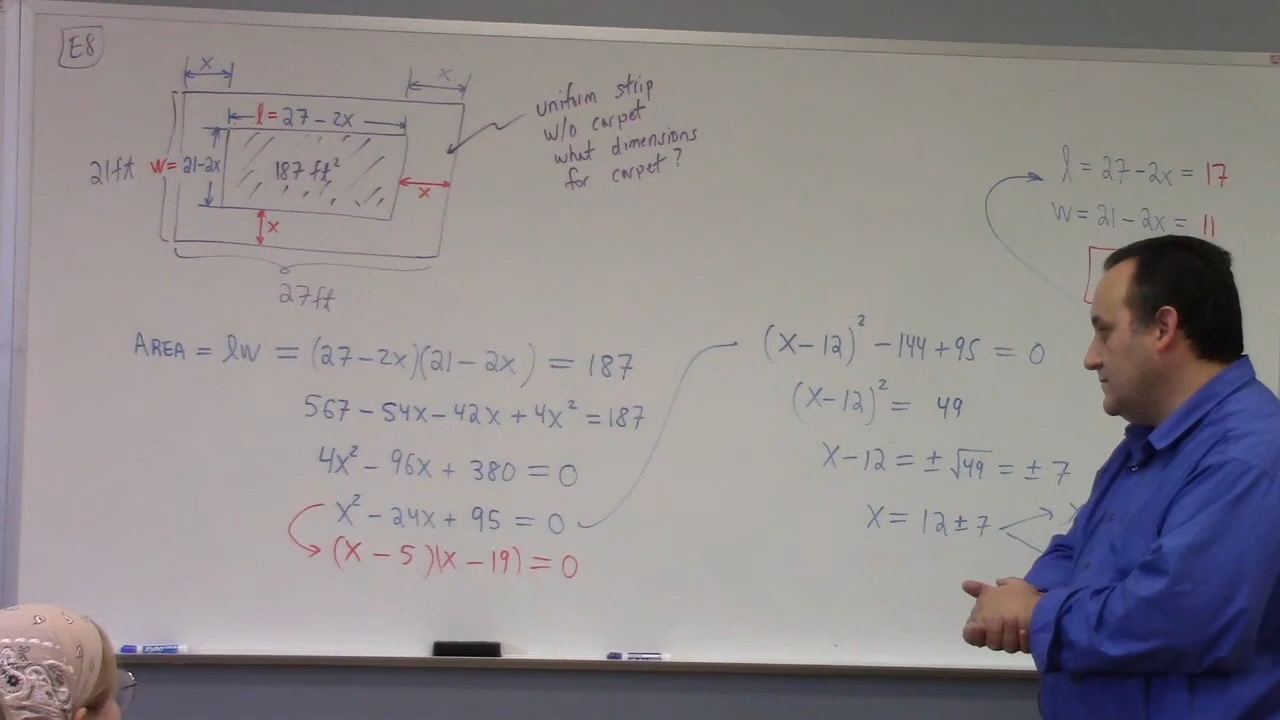 E8
x
x
l = 27 - 2x
21ft
w = 21-2x
187 ft²
x
x
27ft
uniform strip
w/o carpet
what dimensions
for carpet?
AREA = lw = (27-2x)(21-2x) = 187
567 - 54x - 42x + 4x² = 187
4x² - 96x + 380 = 0
x² - 24x + 95 = 0
(x - 5)(x - 19) = 0
(x-12)² - 144 + 95 = 0
(x-12)² = 49
x-12 = ± √49 = ± 7
x = 12 ± 7
x
l = 27-2x = 17
w = 21-2x = 11
EXPO